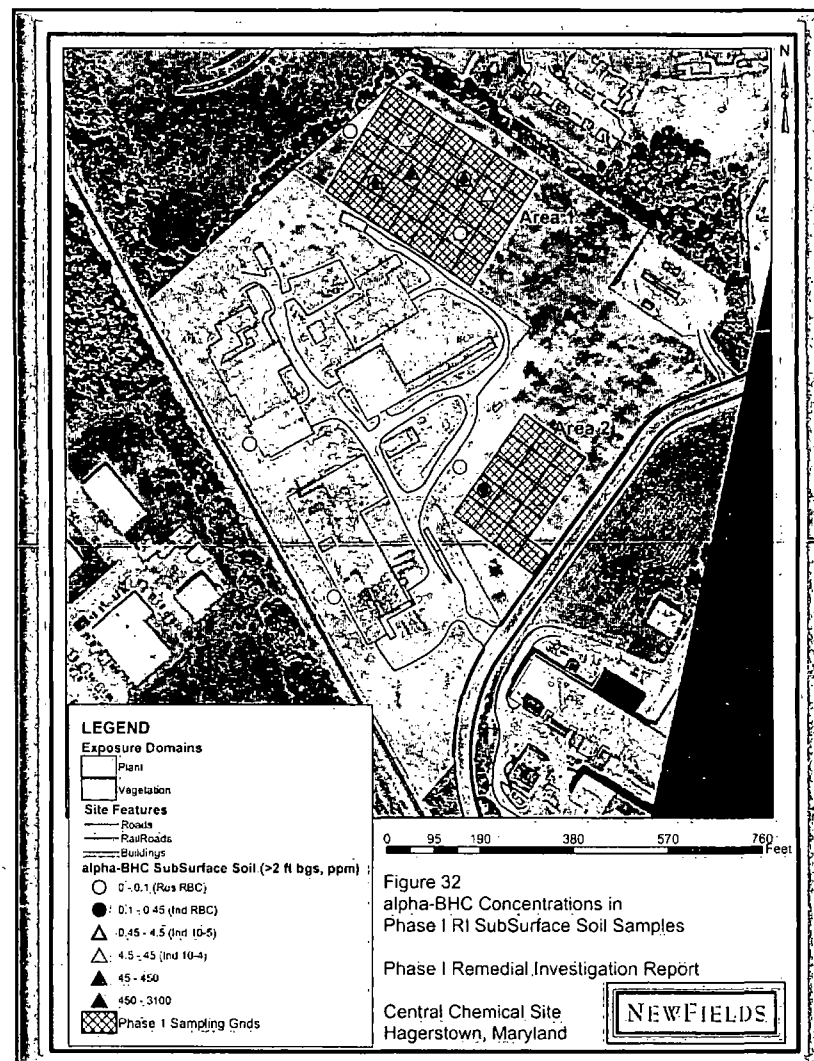 N
Area 1
Area 2
LEGEND
Exposure Domains
Plant
Vegetation
Site Features
Roads
RailRoads
Buildings
alpha-BHC SubSurface Soil (>2 ft bgs, ppm)
0 - 0.1 (Res RBC)
0.1 - 0.45 (Ind RBC)
0.45 - 4.5 (Ind 10-5)
4.5 - 45 (Ind 10-4)
45 - 450
450 - 3100
Phase 1 Sampling Grids
0 95 190 380 570 760
Feet
Figure 32
alpha-BHC Concentrations in
Phase I RI SubSurface Soil Samples
Phase I Remedial Investigation Report
Central Chemical Site
Hagerstown, Maryland
NEWFIELDS